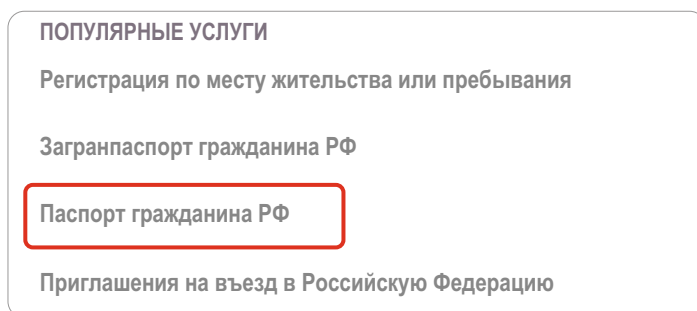 ПОПУЛЯРНЫЕ УСЛУГИ
Регистрация по месту жительства или пребывания
Загранпаспорт гражданина РФ
Паспорт гражданина РФ
Приглашения на въезд в Российскую Федерацию